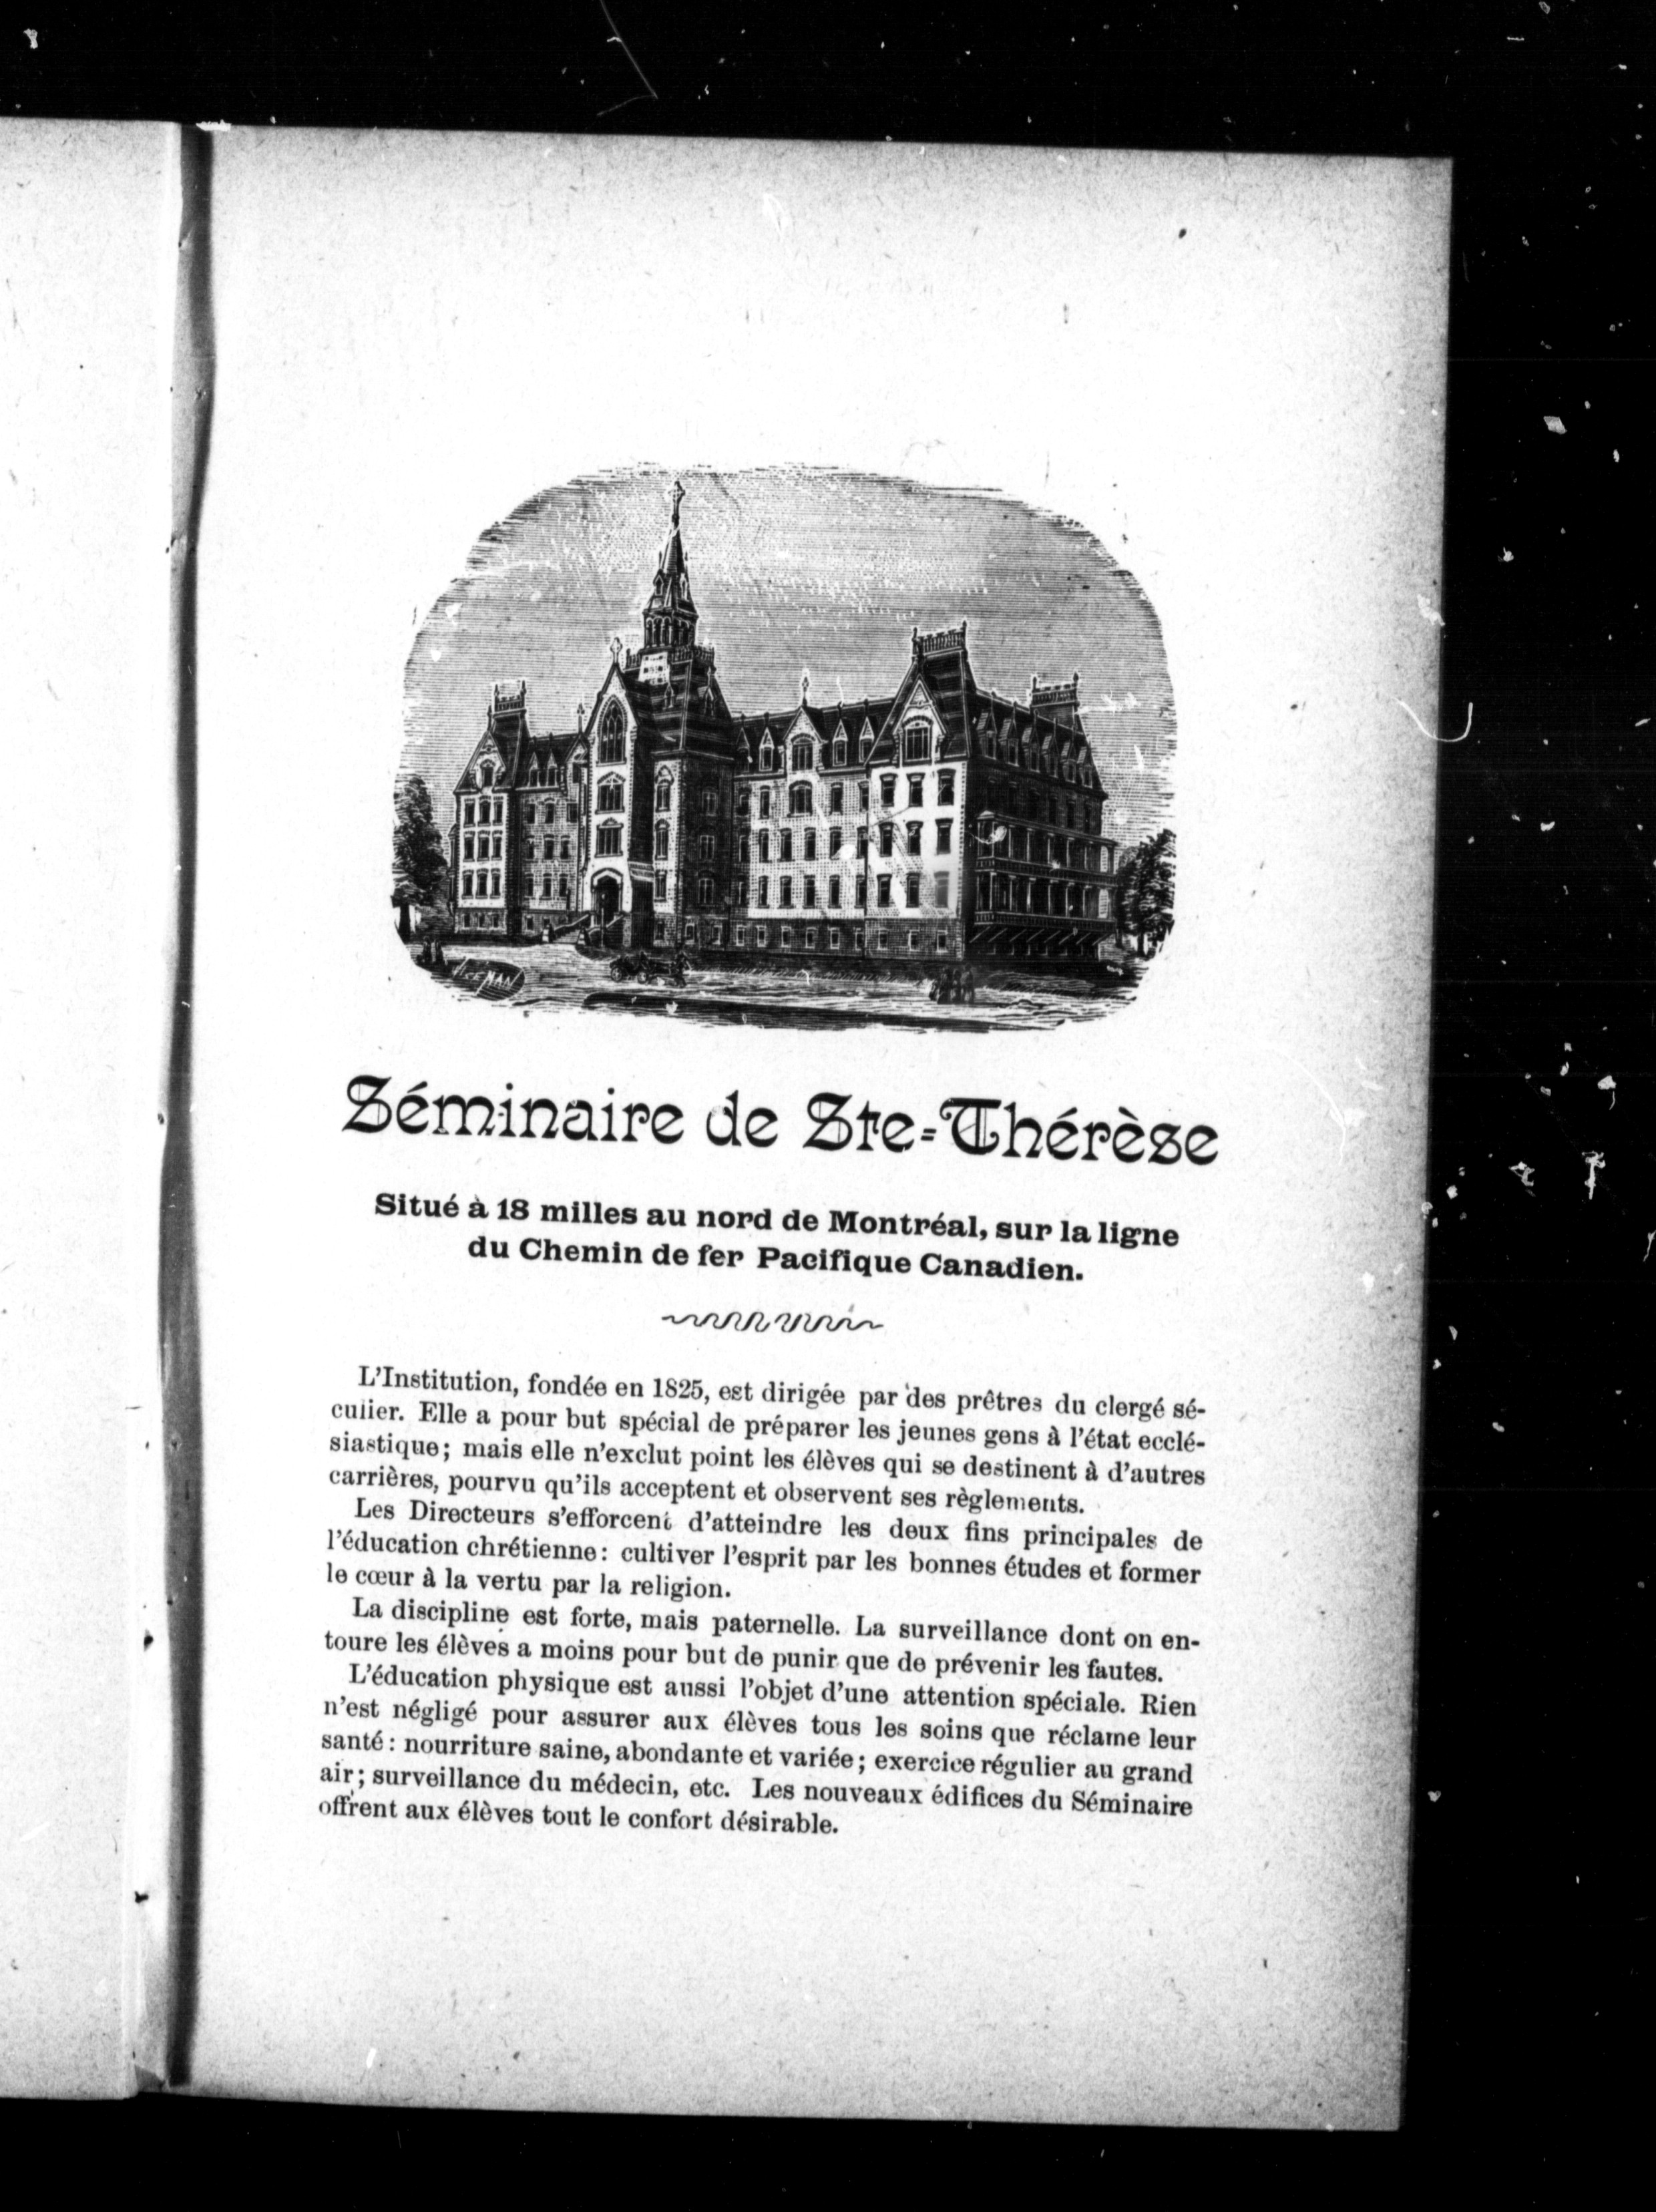 Séminaire de Ste-Thérèse
Situé à 18 milles au nord de Montréal, sur la ligne
du Chemin de fer Pacifique Canadien.
L'Institution, fondée en 1825, est dirigée par des prêtres du clergé sé-
culier. Elle a pour but spécial de préparer les jeunes gens à l'état ecclé-
siastique; mais elle n'exclut point les élèves qui se destinent à d'autres
carrières, pourvu qu'ils acceptent et observent ses règlements.
Les Directeurs s'efforcent d'atteindre les deux fins principales de
l'éducation chrétienne: cultiver l'esprit par les bonnes études et former
le cœur à la vertu par la religion.
La discipline est forte, mais paternelle. La surveillance dont on en-
toure les élèves a moins pour but de punir que de prévenir les fautes.
L'éducation physique est aussi l'objet d'une attention spéciale. Rien
n'est négligé pour assurer aux élèves tous les soins que réclame leur
santé: nourriture saine, abondante et variée; exercice régulier au grand
air; surveillance du médecin, etc. Les nouveaux édifices du Séminaire
offrent aux élèves tout le confort désirable.